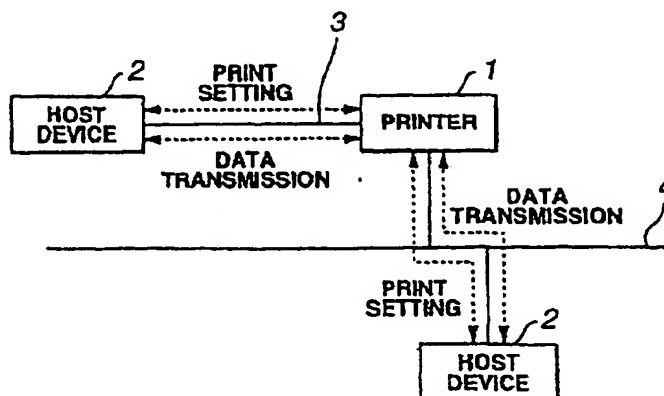 3
2
PRINT
SETTING
1
HOST
DEVICE
PRINTER
DATA
TRANSMISSION
DATA
TRANSMISSION
4
PRINT
SETTING
2
HOST
DEVICE